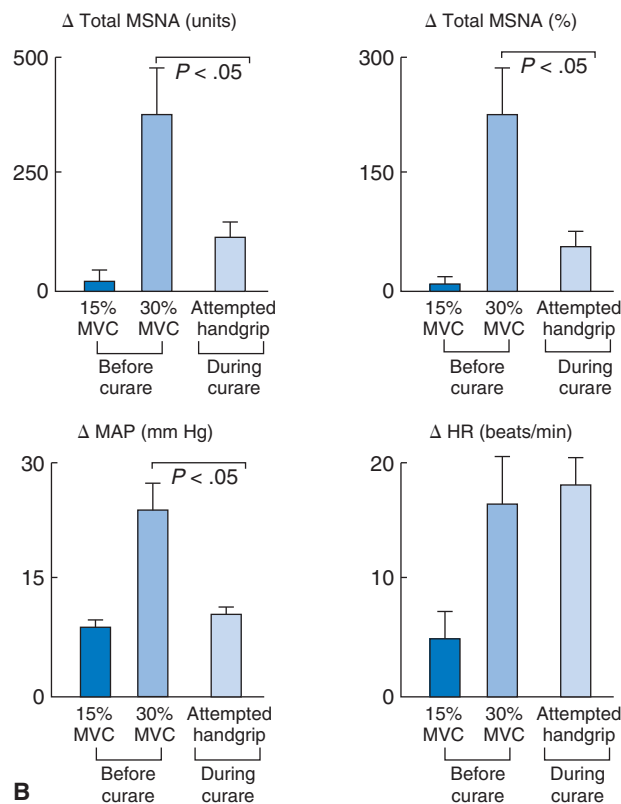 Δ Total MSNA (units)
500
250
0
P < .05
15%
MVC
30%
MVC
Attempted
handgrip
Before
curare
During
curare
Δ Total MSNA (%)
300
150
0
P < .05
15%
MVC
30%
MVC
Attempted
handgrip
Before
curare
During
curare
Δ MAP (mm Hg)
30
15
0
P < .05
15%
MVC
30%
MVC
Attempted
handgrip
Before
curare
During
curare
Δ HR (beats/min)
20
10
0
15%
MVC
30%
MVC
Attempted
handgrip
Before
curare
During
curare
B